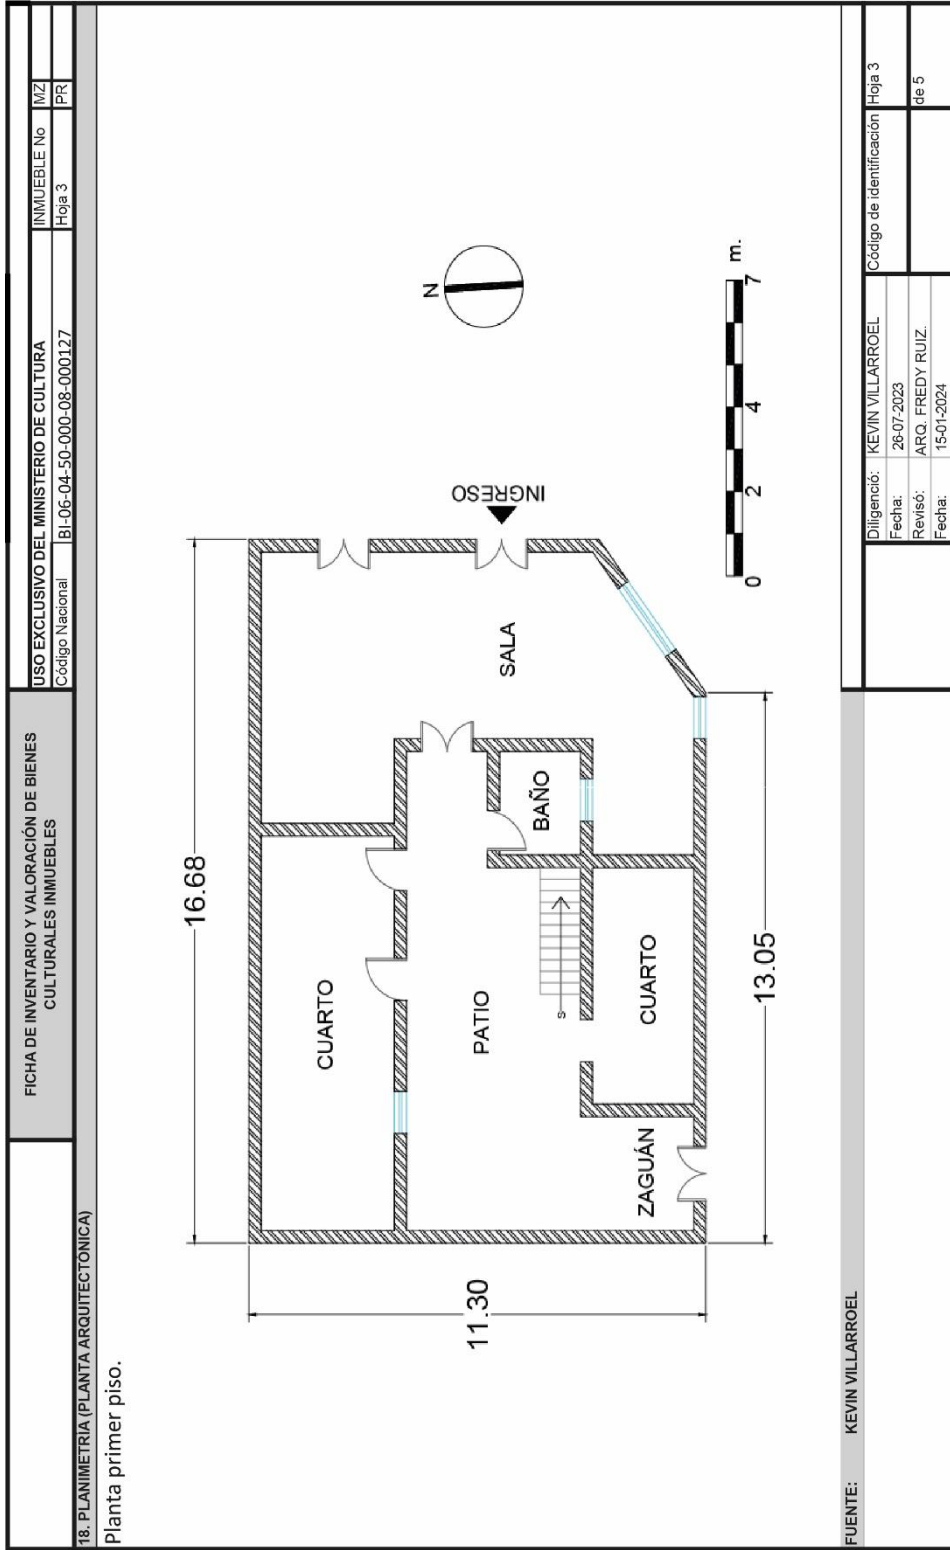 FICHA DE INVENTARIO Y VALORACIÓN DE BIENES
CULTURALES INMUEBLES
USO EXCLUSIVO DEL MINISTERIO DE CULTURA
INMUEBLE No
MZ
Código Nacional
BI-06-04-50-000-08-000127
Hoja 3
PR
18. PLANIMETRIA (PLANTA ARQUITECTÓNICA)
Planta primer piso.
16.68
11.30
CUARTO
PATIO
S
BAÑO
SALA
INGRESO
N
ZAGUÁN
CUARTO
13.05
0 2 4 7 m.
FUENTE: KEVIN VILLARROEL
Diligenció: KEVIN VILLARROEL
Código de identificación
Hoja 3
Fecha: 26-07-2023
Revisó: ARQ. FREDY RUIZ.
de 5
Fecha: 15-01-2024